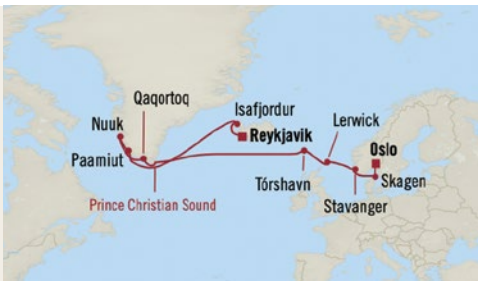 Qaqortoq
Nuuk
Isafjordur
Reykjavik
Lerwick
Oslo
Paamiut
Tórshavn
Skagen
Prince Christian Sound
Stavanger